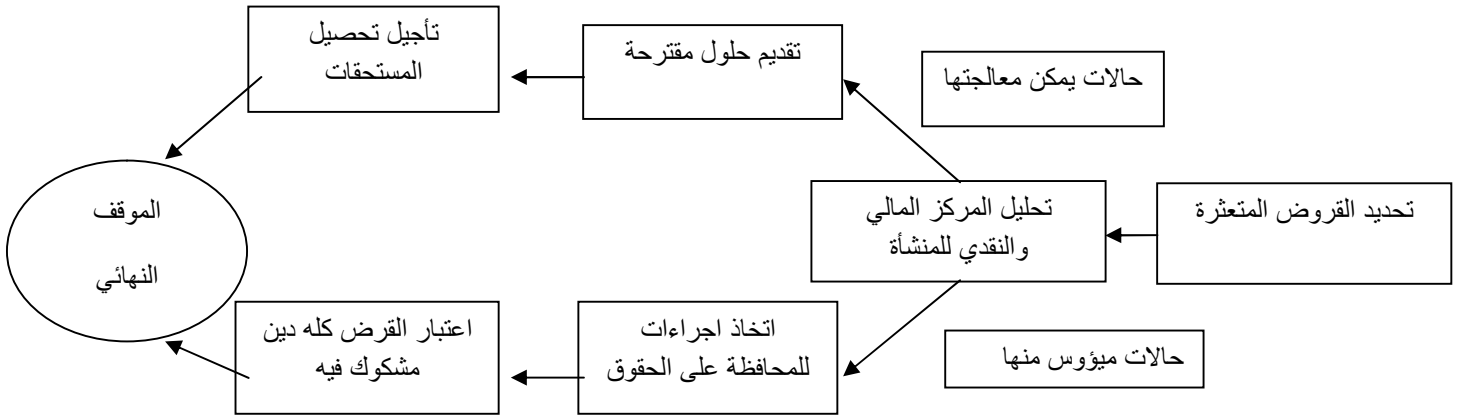 تحديد القروض المتعثرة
تحليل المركز المالي
والنقدي للمنشأة
حالات يمكن معالجتها
تقديم حلول مقترحة
تأجيل تحصيل
المستحقات
حالات ميؤوس منها
اتخاذ اجراءات
للمحافظة على الحقوق
اعتبار القرض كله دين
مشكوك فيه
الموقف
النهائي